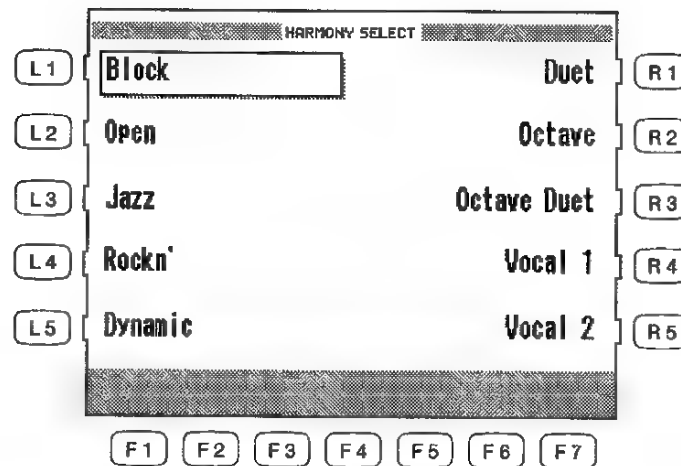 HARMONY SELECT
L1 Block Duet R1
L2 Open Octave R2
L3 Jazz Octave Duet R3
L4 Rockn' Vocal 1 R4
L5 Dynamic Vocal 2 R5
F1 F2 F3 F4 F5 F6 F7